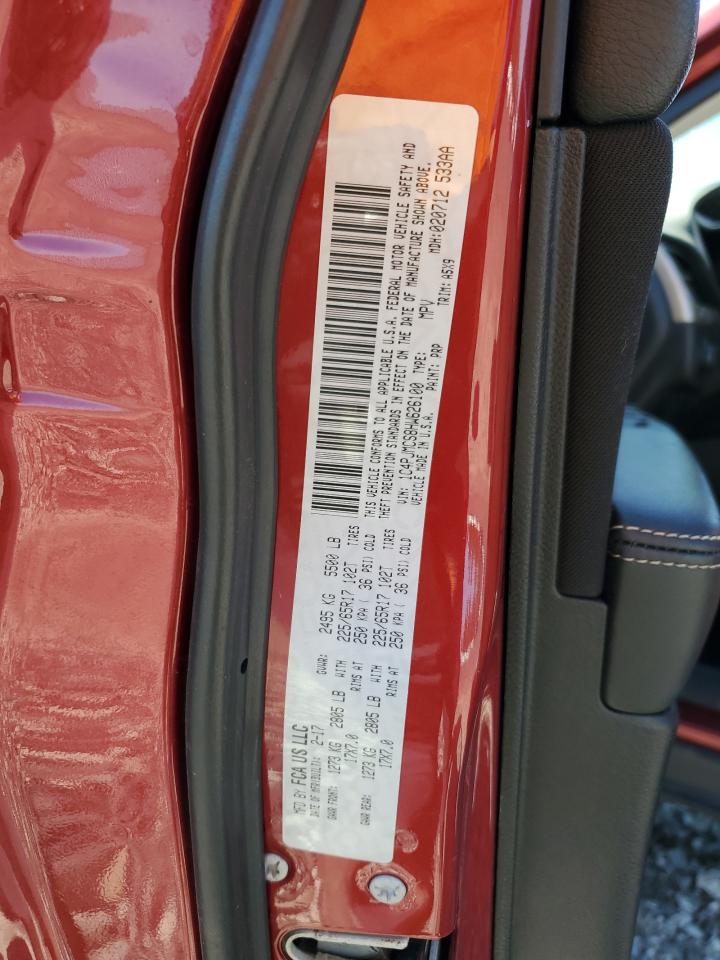 MFD BY FCA US LLC
DATE OF MFR(BUILT): 2-17 GVWR: 2495 KG 5500 LB
GAWR FRONT: 1273 KG 2805 LB WITH 225/65R17 102T TIRES
17X7.0 RIMS AT 250 KPA ( 36 PSI) COLD
GAWR REAR: 1273 KG 2805 LB WITH 225/65R17 102T TIRES
17X7.0 RIMS AT 250 KPA ( 36 PSI) COLD
THIS VEHICLE CONFORMS TO ALL APPLICABLE U.S.A. FEDERAL MOTOR VEHICLE SAFETY AND
THEFT PREVENTION STANDARDS IN EFFECT ON THE DATE OF MANUFACTURE SHOWN ABOVE.
VIN: 1C4PJMCS8HW626100 TYPE: MPV MDH:020712 533AA
VEHICLE MADE IN U.S.A. PAINT: PRP TRIM: A5X9